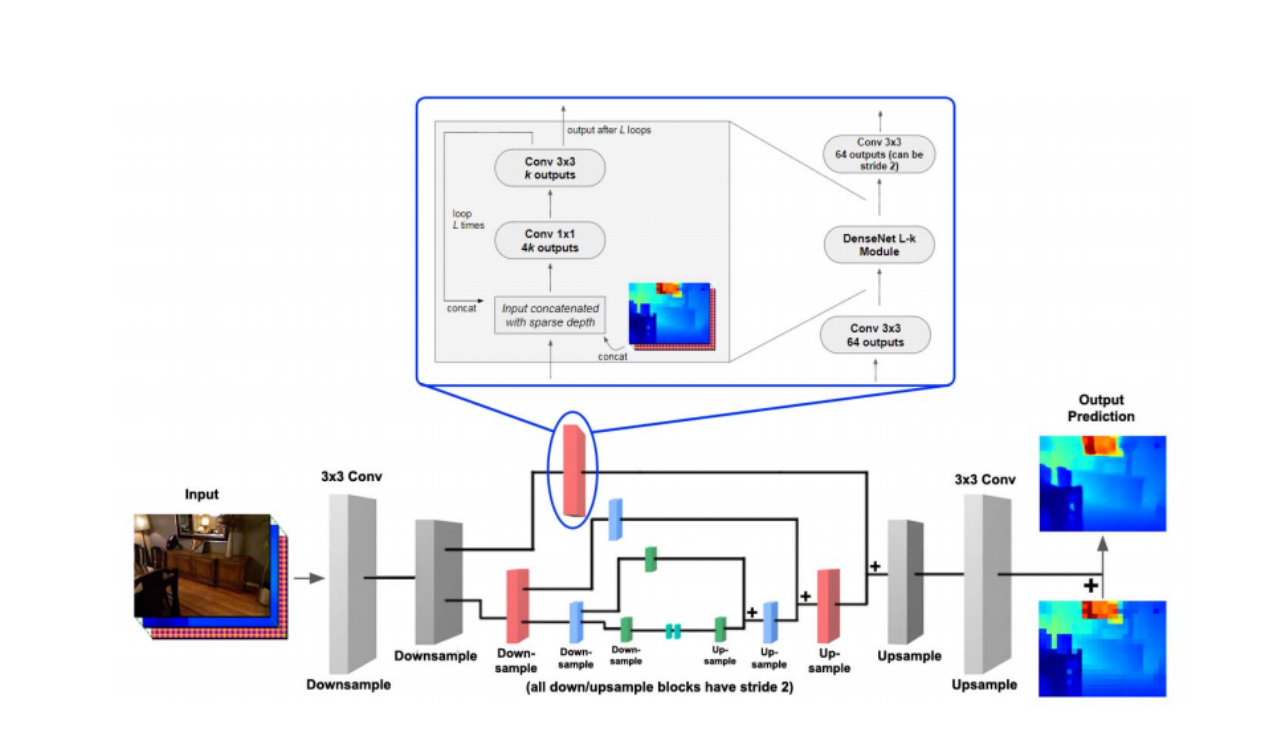 output after L loops
Conv 3x3
k outputs
loop
L times
Conv 1x1
4k outputs
concat
Input concatenated
with sparse depth
concat
Conv 3x3
64 outputs (can be
stride 2)
DenseNet L-k
Module
Conv 3x3
64 outputs
Output
Prediction
Input
3x3 Conv
3x3 Conv
+
+
+
+
Downsample
Downsample
Down-
sample
Down-
sample
Down-
sample
Up-
sample
Up-
sample
Up-
sample
Upsample
Upsample
(all down/upsample blocks have stride 2)